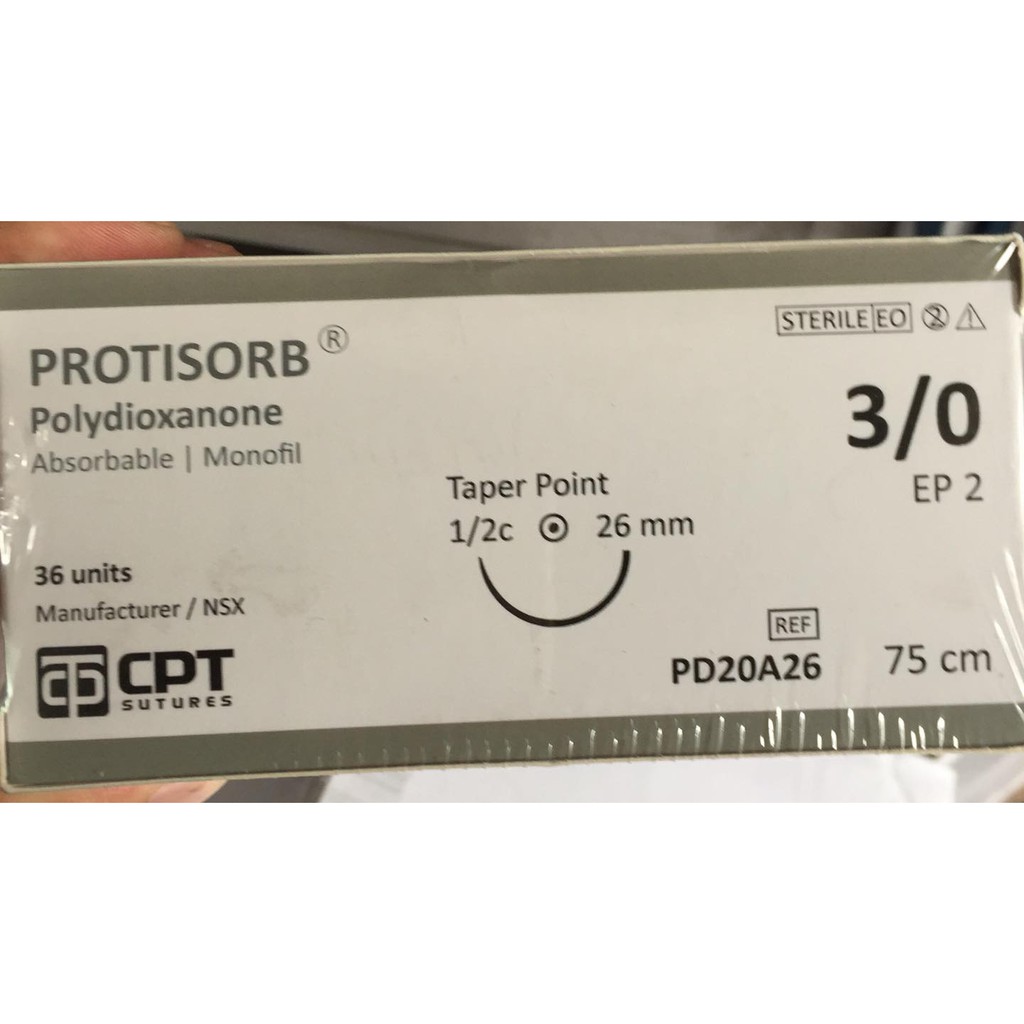 PROTISORB®
Polydioxanone
Absorbable | Monofil
STERILE EO
3/0
EP 2
Taper Point
1/2c 26 mm
36 units
Manufacturer / NSX
CPT
SUTURES
REF
PD20A26
75 cm